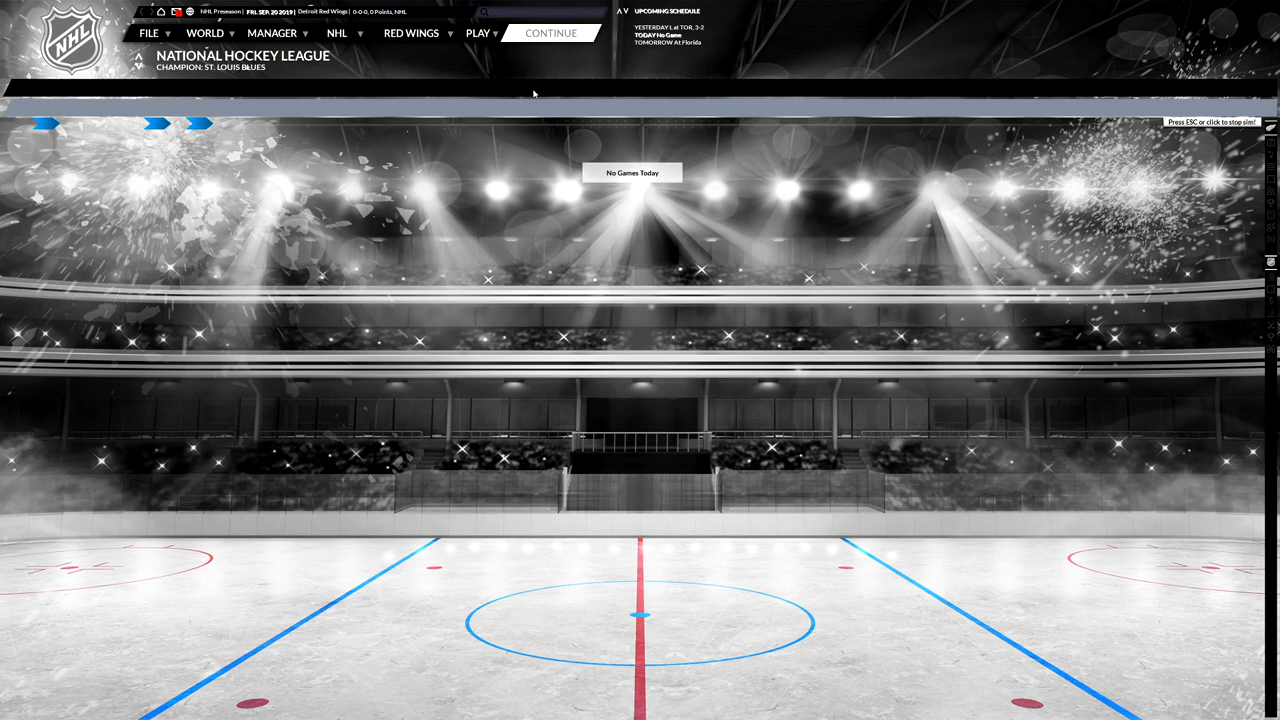 NHL Preseason | FRI. SEP. 20 2019 | Detroit Red Wings | 0-0-0, 0 Points, NHL
UPCOMING SCHEDULE
NHL
FILE WORLD MANAGER NHL RED WINGS PLAY CONTINUE
YESTERDAY L at TOR, 3-2
TODAY No Game
TOMORROW At Florida
NATIONAL HOCKEY LEAGUE
CHAMPION: ST. LOUIS BLUES
Press ESC or click to stop sim!
No Games Today